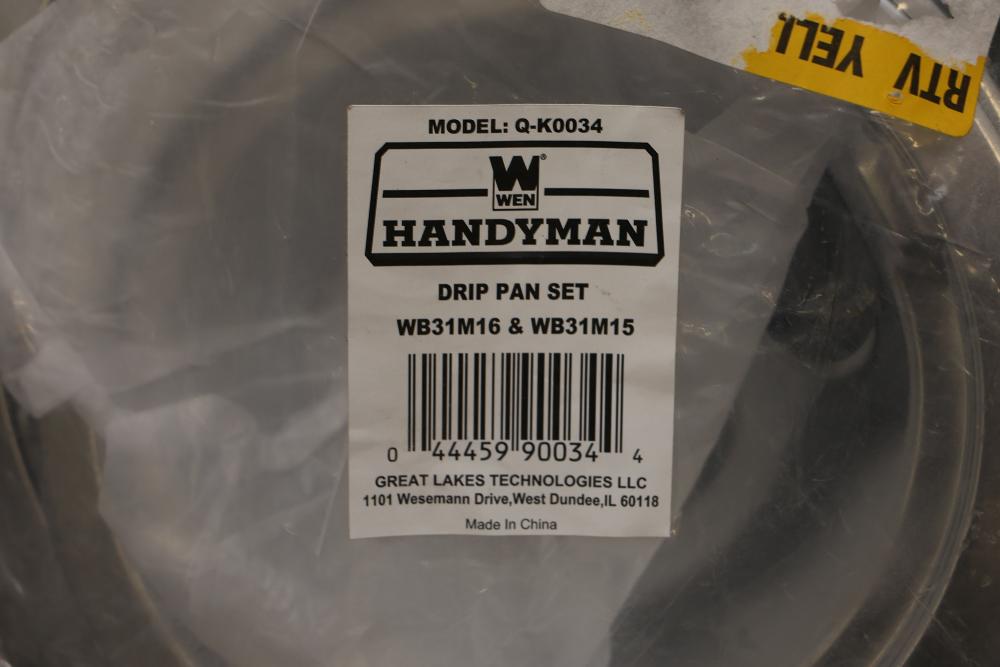 RTV YELL
MODEL: Q-K0034
W®
WEN
HANDYMAN
DRIP PAN SET
WB31M16 & WB31M15
0 44459 90034 4
GREAT LAKES TECHNOLOGIES LLC
1101 Wesemann Drive,West Dundee,IL 60118
Made In China